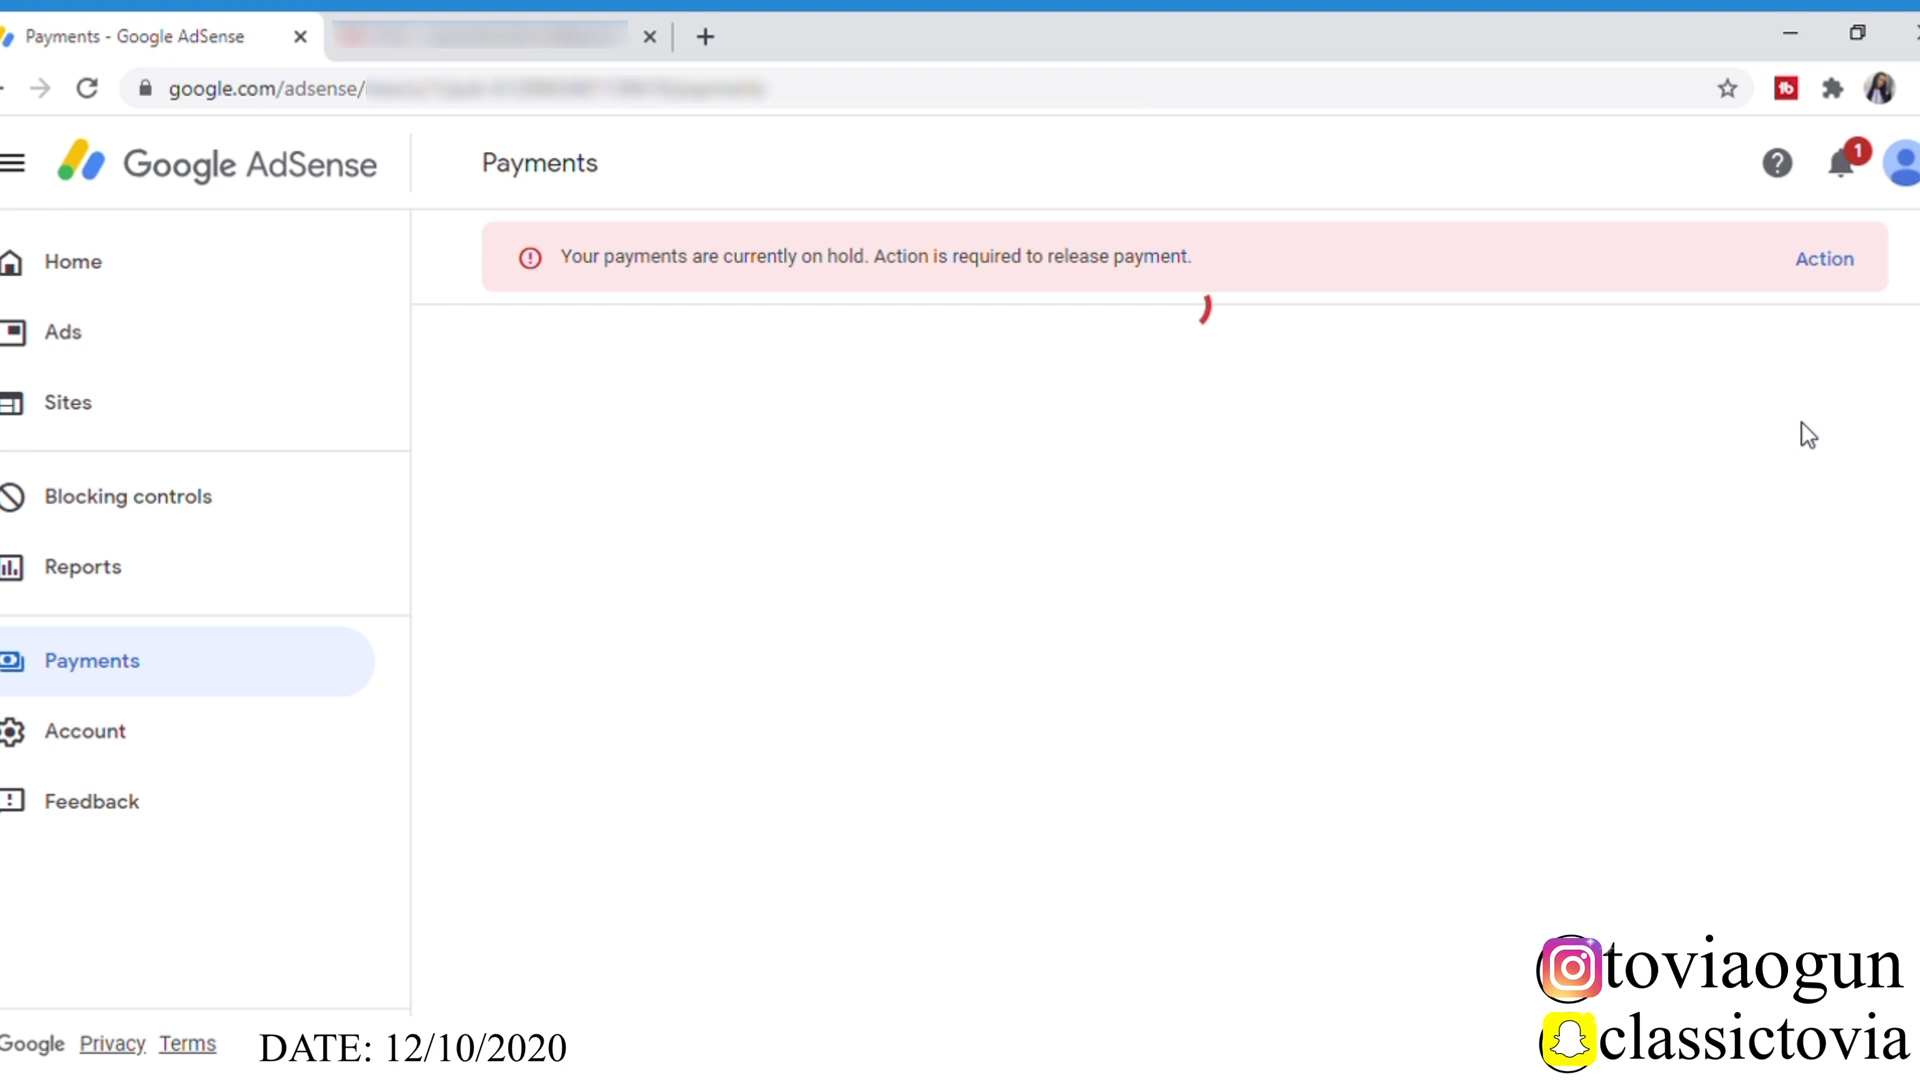 Payments - Google AdSense
google.com/adsense/
Google AdSense
Payments
1
Home
Your payments are currently on hold. Action is required to release payment.
Action
Ads
Sites
Blocking controls
Reports
Payments
Account
Feedback
toviaogun
classictovia
Google Privacy Terms
DATE: 12/10/2020